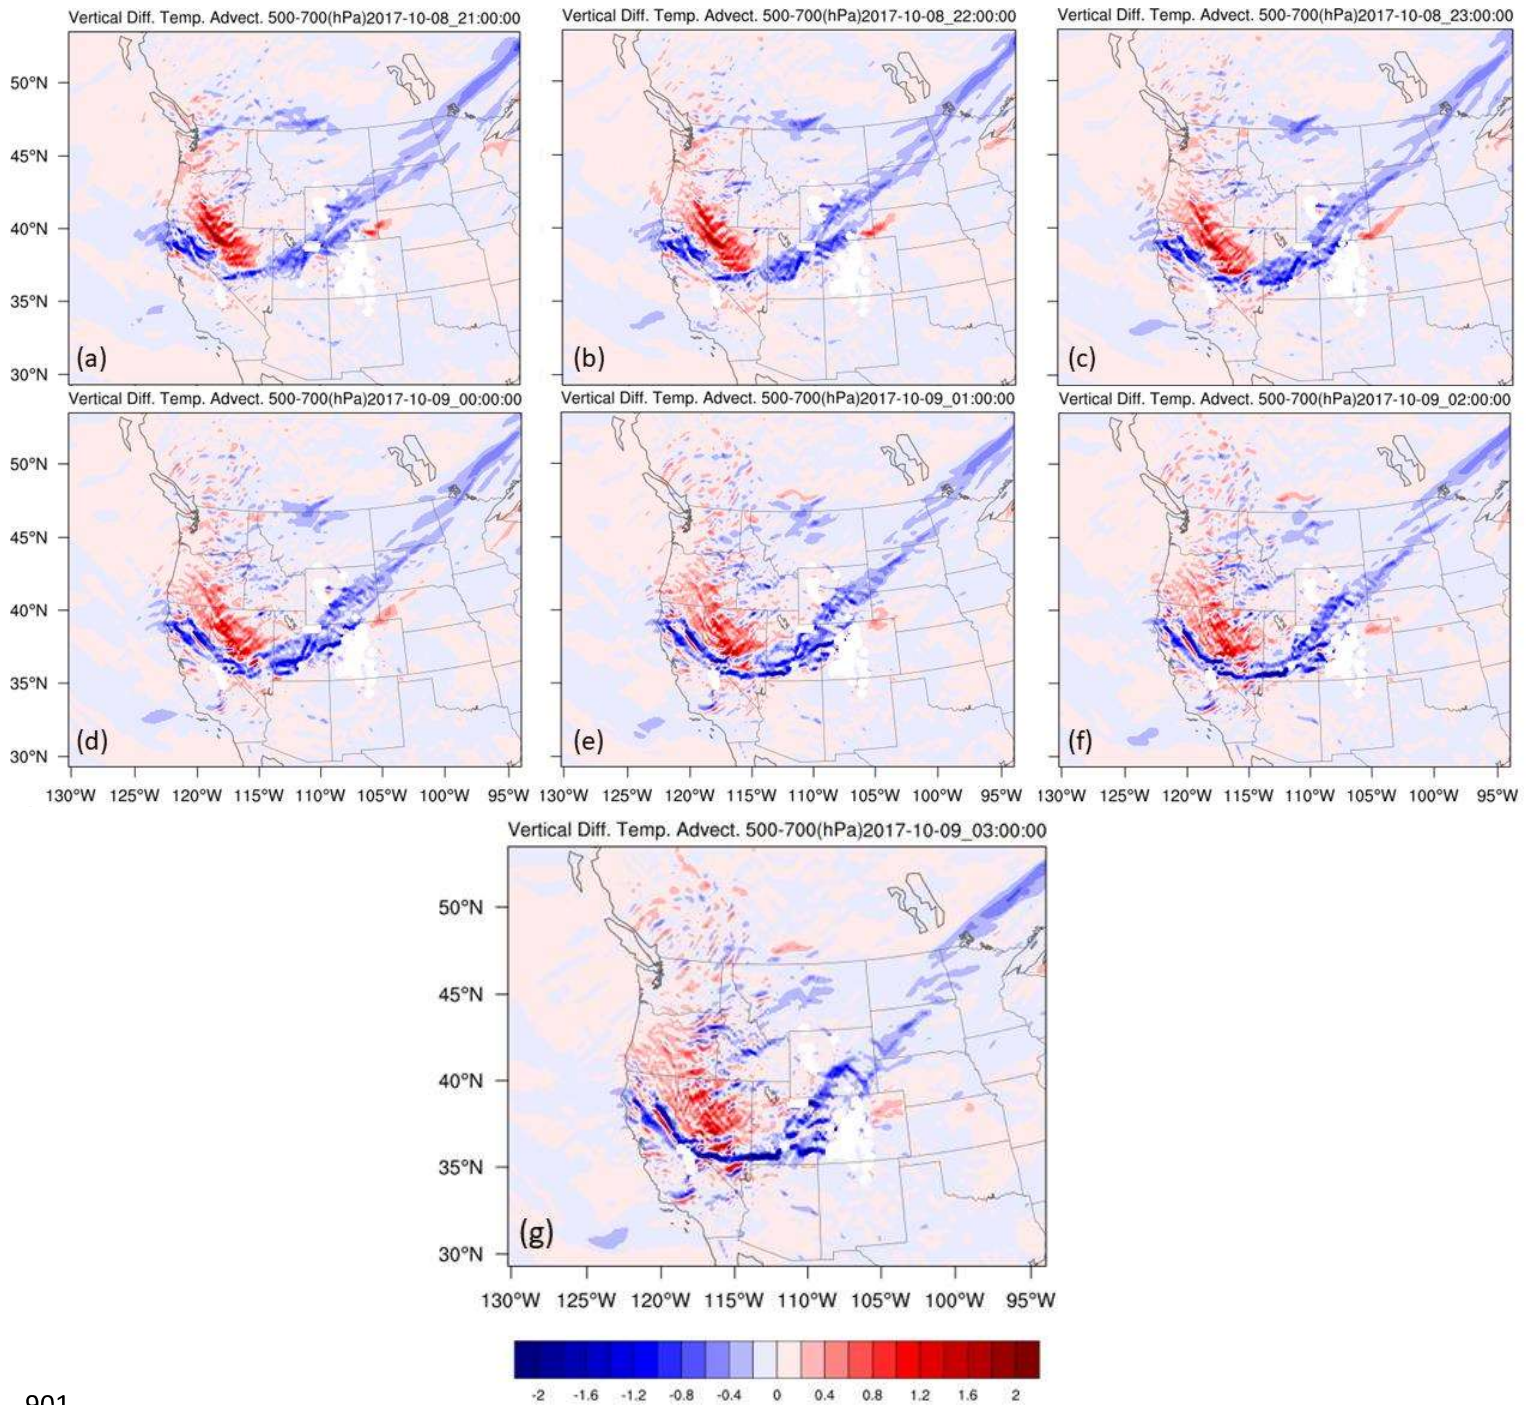 Vertical Diff. Temp. Advect. 500-700(hPa)2017-10-08_21:00:00
Vertical Diff. Temp. Advect. 500-700(hPa)2017-10-08_22:00:00
Vertical Diff. Temp. Advect. 500-700(hPa)2017-10-08_23:00:00
50°N
45°N
40°N
35°N
30°N
(a)
(b)
(c)
Vertical Diff. Temp. Advect. 500-700(hPa)2017-10-09_00:00:00
Vertical Diff. Temp. Advect. 500-700(hPa)2017-10-09_01:00:00
Vertical Diff. Temp. Advect. 500-700(hPa)2017-10-09_02:00:00
50°N
45°N
40°N
35°N
30°N
(d)
(e)
(f)
130°W 125°W 120°W 115°W 110°W 105°W 100°W 95°W
130°W 125°W 120°W 115°W 110°W 105°W 100°W 95°W
130°W 125°W 120°W 115°W 110°W 105°W 100°W 95°W
Vertical Diff. Temp. Advect. 500-700(hPa)2017-10-09_03:00:00
50°N
45°N
40°N
35°N
30°N
(g)
130°W 125°W 120°W 115°W 110°W 105°W 100°W 95°W
-2 -1.6 -1.2 -0.8 -0.4 0 0.4 0.8 1.2 1.6 2
901